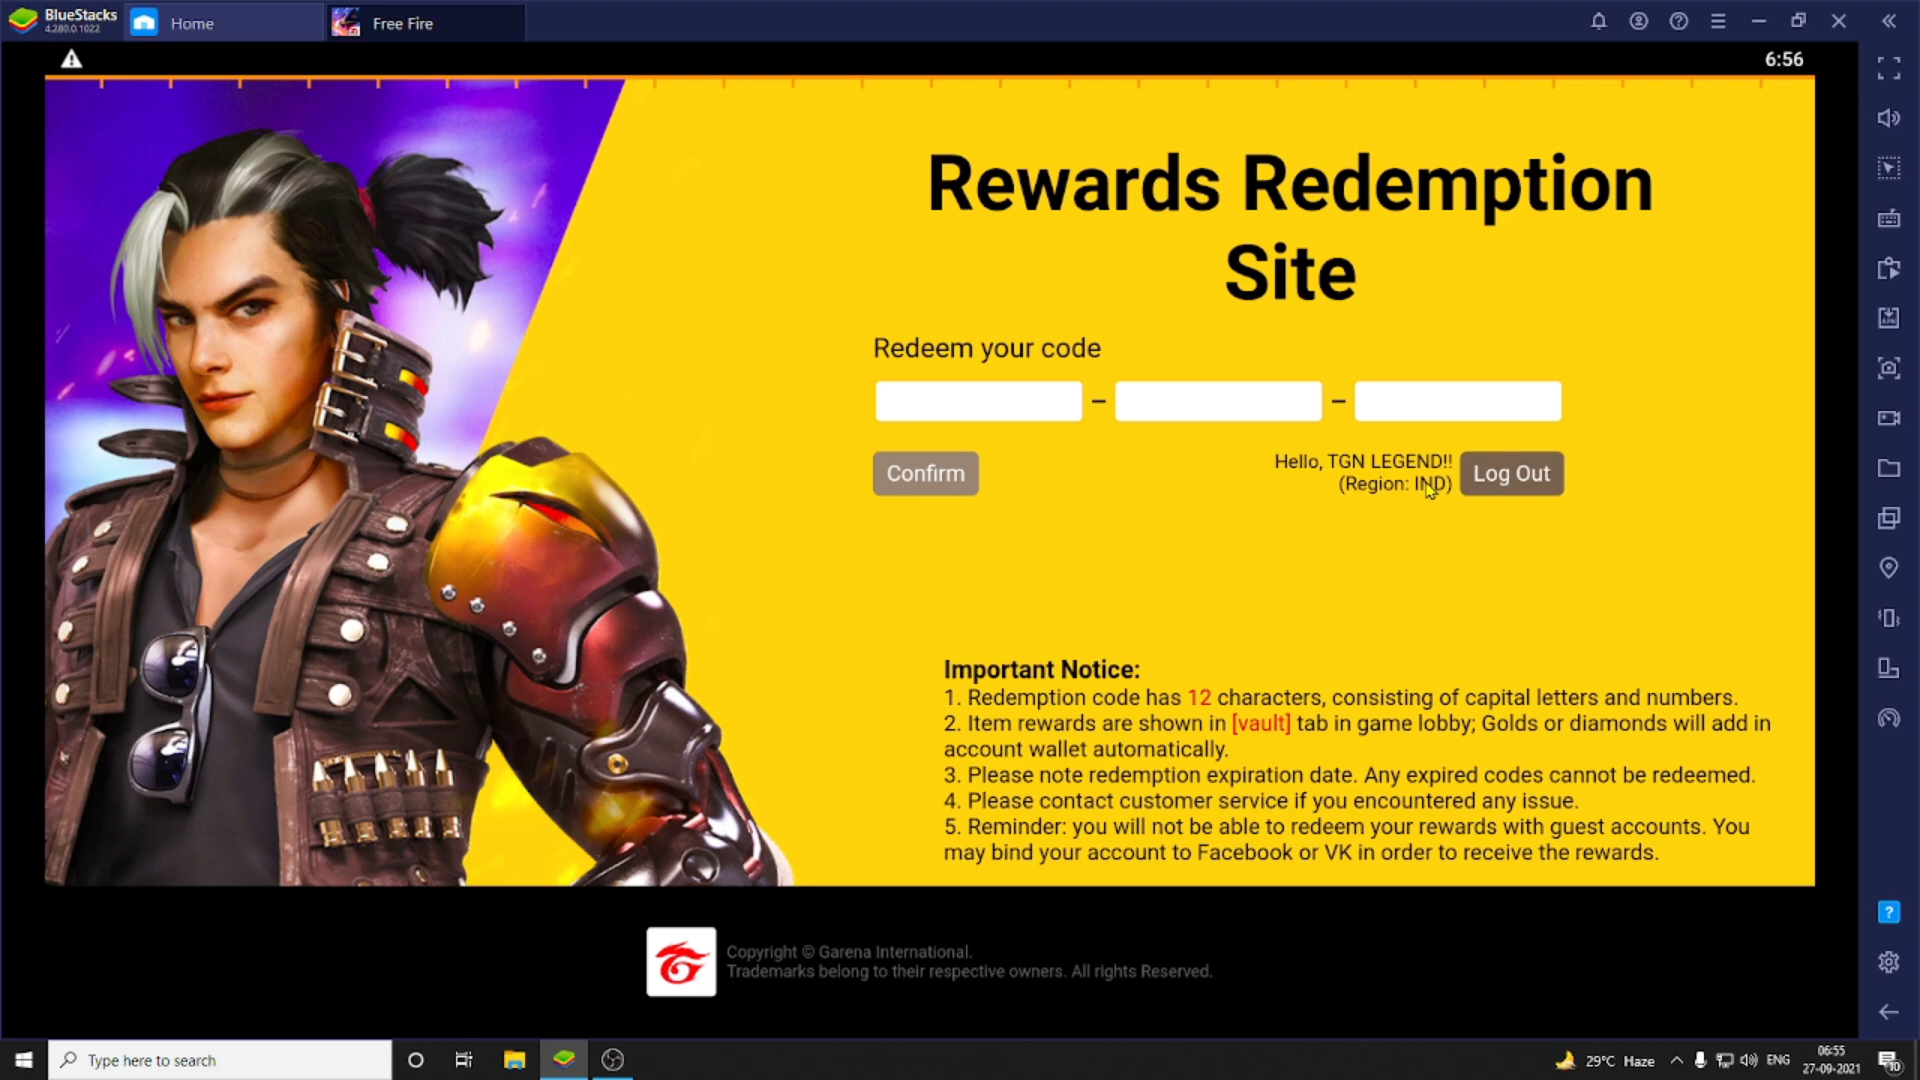 BlueStacks
4.280.0.1022
Home
Free Fire
6:56
Rewards Redemption
Site
Redeem your code
– –
Confirm
Hello, TGN LEGEND!!
(Region: IND)
Log Out
Important Notice:
1. Redemption code has 12 characters, consisting of capital letters and numbers.
2. Item rewards are shown in [vault] tab in game lobby; Golds or diamonds will add in
account wallet automatically.
3. Please note redemption expiration date. Any expired codes cannot be redeemed.
4. Please contact customer service if you encountered any issue.
5. Reminder: you will not be able to redeem your rewards with guest accounts. You
may bind your account to Facebook or VK in order to receive the rewards.
Copyright © Garena International.
Trademarks belong to their respective owners. All rights Reserved.
Type here to search
29°C Haze
ENG
06:55
27-09-2021
10